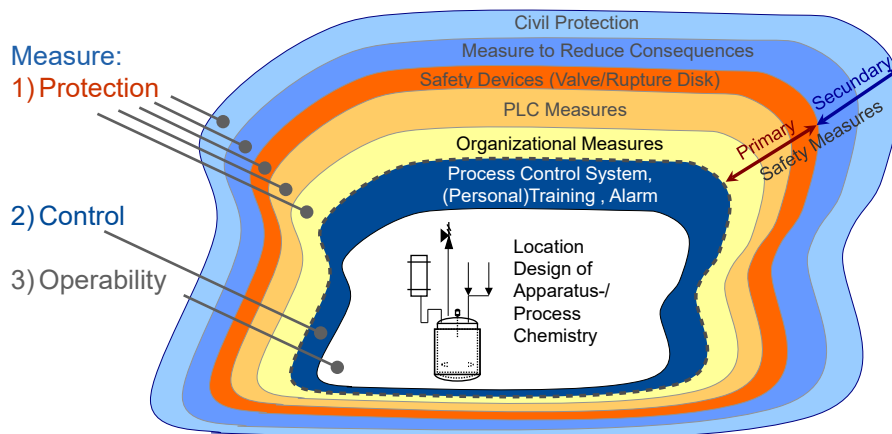 Measure:
1) Protection
2) Control
3) Operability
Civil Protection
Measure to Reduce Consequences
Safety Devices (Valve/Rupture Disk)
PLC Measures
Organizational Measures
Process Control System,
(Personal)Training , Alarm
Location
Design of
Apparatus-/
Process
Chemistry
Primary
Secundary
Safety Measures